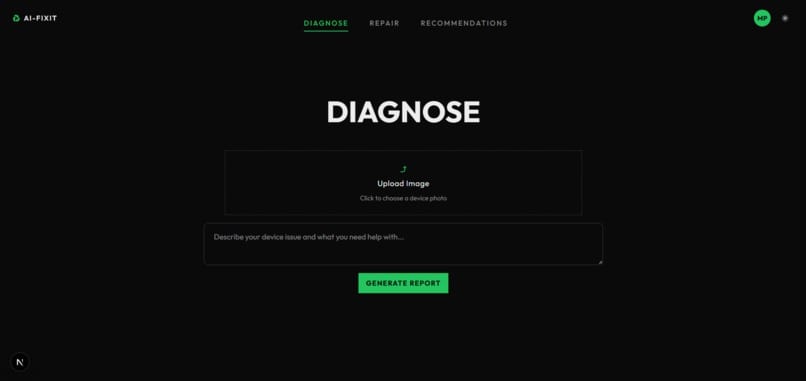 AI-FIXIT
DIAGNOSE REPAIR RECOMMENDATIONS
MP
DIAGNOSE
Upload Image
Click to choose a device photo
Describe your device issue and what you need help with...
GENERATE REPORT
N